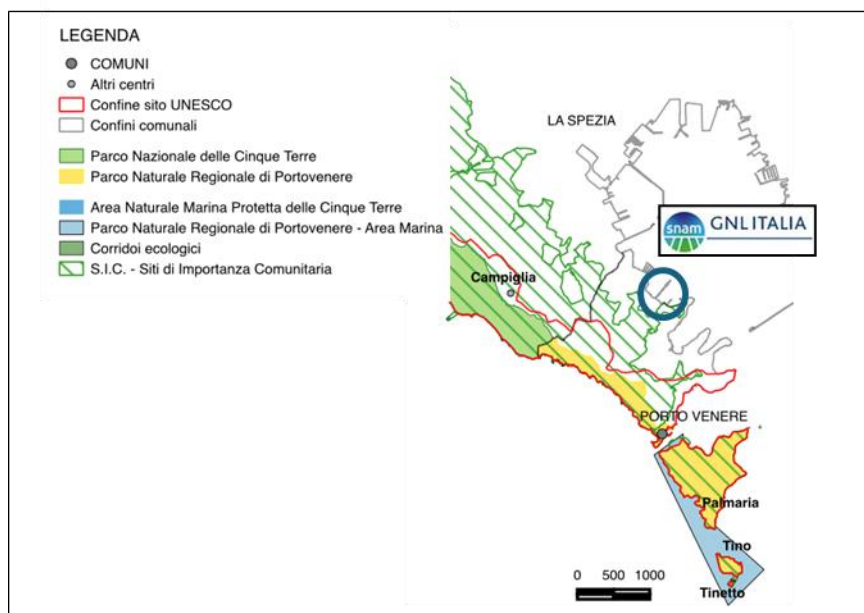 LEGENDA
COMUNI
Altri centri
Confine sito UNESCO
Confini comunali
Parco Nazionale delle Cinque Terre
Parco Naturale Regionale di Portovenere
Area Naturale Marina Protetta delle Cinque Terre
Parco Naturale Regionale di Portovenere - Area Marina
Corridoi ecologici
S.I.C. - Siti di Importanza Comunitaria
LA SPEZIA
snam GNL ITALIA
Campiglia
PORTO VENERE
Palmaria
Tino
Tinetto
0 500 1000